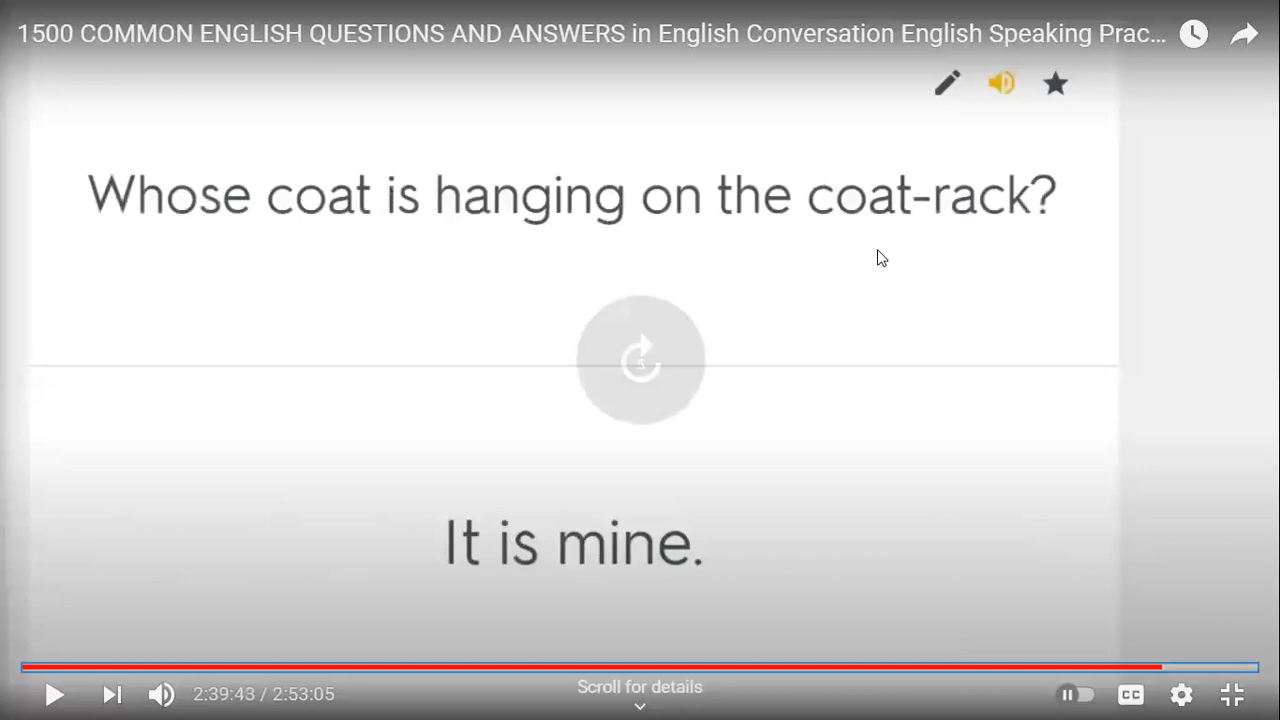 1500 COMMON ENGLISH QUESTIONS AND ANSWERS in English Conversation English Speaking Prac...
Whose coat is hanging on the coat-rack?
5
It is mine.
2:39:43 / 2:53:05
Scroll for details
CC